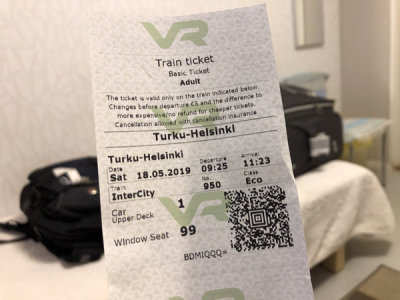 VR
Train ticket
Basic Ticket
Adult
The ticket is valid only on the train indicated below.
Changes before departure €5 and the difference to
more expensive/no refund for cheaper tickets.
Cancellation allowed with cancellation insurance
Turku-Helsinki
Turku-Helsinki
Date Departure Arrival
Sat 18.05.2019 09:25 11:23
Train No. Class
InterCity 950 Eco
Car 1
Upper Deck
Window Seat 99
VR
BDMIQQQ=